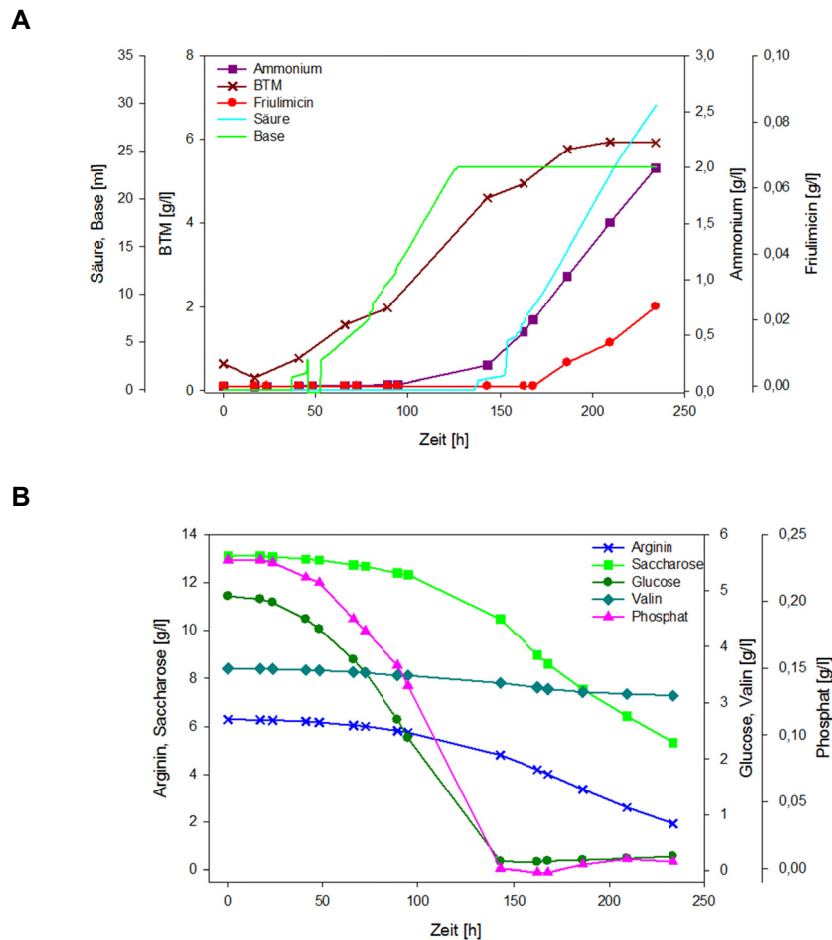 A
35
30
25
20
15
10
5
0
Säure, Base [ml]
8
6
4
2
0
BTM [g/l]
Ammonium
BTM
Friulimicin
Säure
Base
3,0
2,5
2,0
1,5
1,0
0,5
0,0
Ammonium [g/l]
0,10
0,08
0,06
0,04
0,02
0,00
Friulimicin [g/l]
0 50 100 150 200 250
Zeit [h]
B
14
12
10
8
6
4
2
0
Arginin, Saccharose [g/l]
Arginin
Saccharose
Glucose
Valin
Phosphat
6
5
4
3
2
1
0
Glucose, Valin [g/l]
0,25
0,20
0,15
0,10
0,05
0,00
Phosphat [g/l]
0 50 100 150 200 250
Zeit [h]